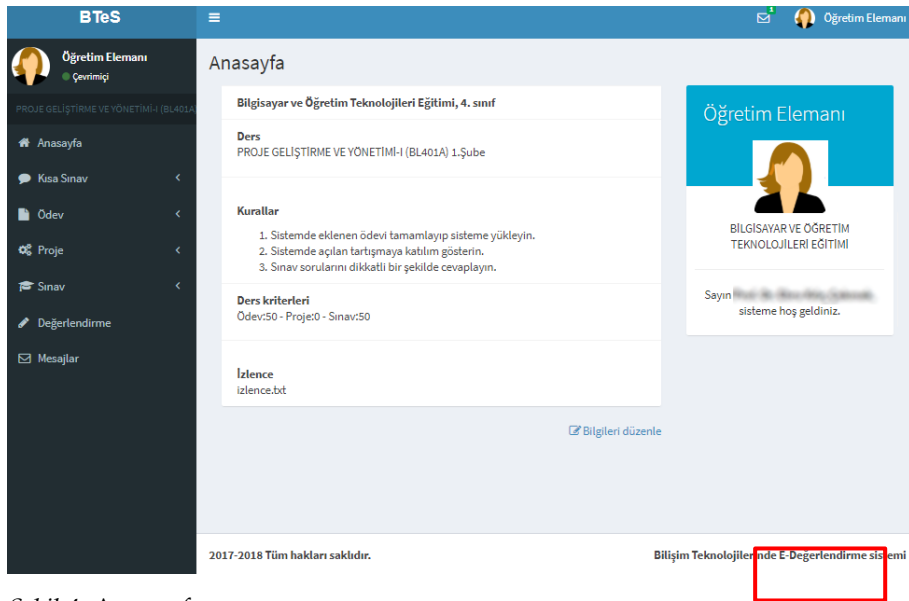 BTeS
1
Öğretim Elemanı
Öğretim Elemanı
Çevrimiçi
PROJE GELİŞTİRME VE YÖNETİMİ-I (BL401A)
Anasayfa
Kısa Sınav
Ödev
Proje
Sınav
Değerlendirme
Mesajlar
Anasayfa
Bilgisayar ve Öğretim Teknolojileri Eğitimi, 4. sınıf
Ders
PROJE GELİŞTİRME VE YÖNETİMİ-I (BL401A) 1.Şube
Kurallar
1. Sistemde eklenen ödevi tamamlayıp sisteme yükleyin.
2. Sistemde açılan tartışmaya katılım gösterin.
3. Sınav sorularını dikkatli bir şekilde cevaplayın.
Ders kriterleri
Ödev:50 - Proje:0 - Sınav:50
İzlence
izlence.txt
Bilgileri düzenle
Öğretim Elemanı
BİLGİSAYAR VE ÖĞRETİM
TEKNOLOJİLERİ EĞİTİMİ
Sayın
sisteme hoş geldiniz.
2017-2018 Tüm hakları saklıdır.
Bilişim Teknolojilerinde E-Değerlendirme sistemi